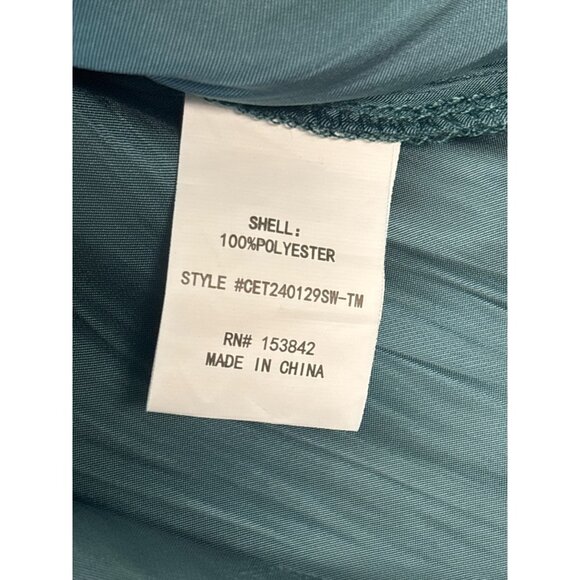 SHELL:
100%POLYESTER
STYLE #CET240129SW-TM
RN# 153842
MADE IN CHINA